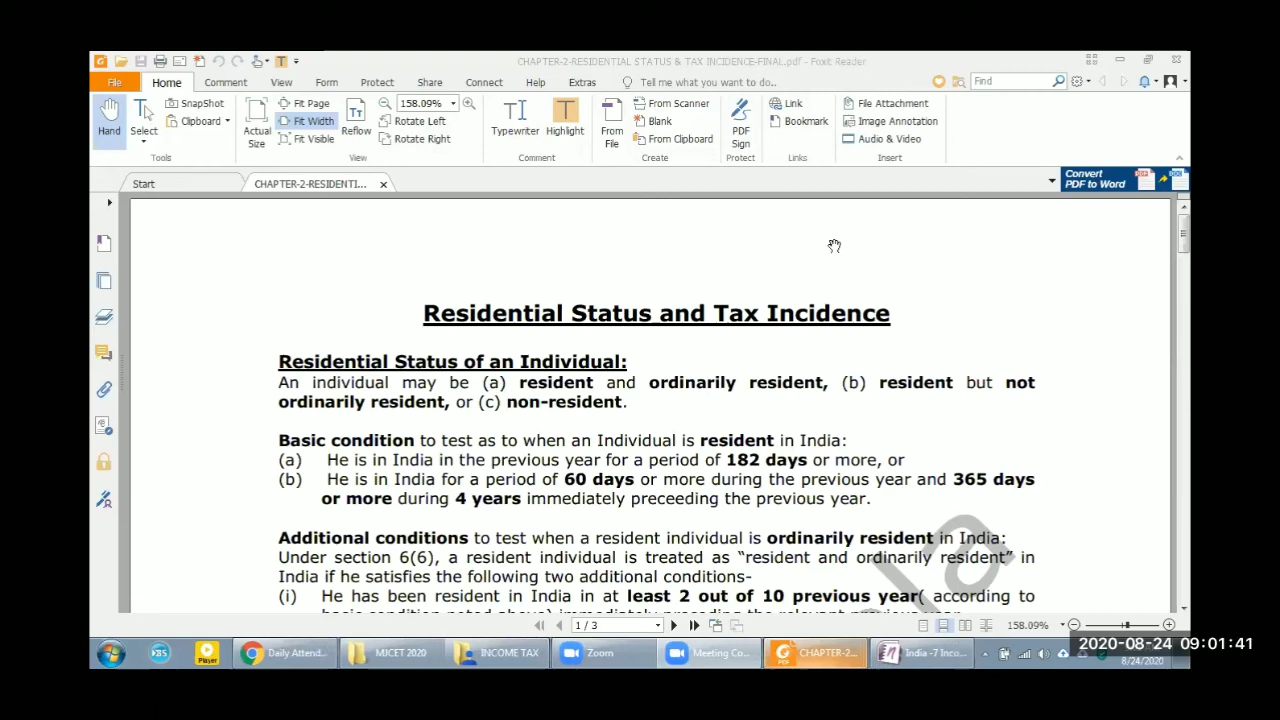 CHAPTER-2-RESIDENTIAL STATUS & TAX INCIDENCE-FINAL.pdf - Foxit Reader
File Home Comment View Form Protect Share Connect Help Extras Tell me what you want to do.. Find
Hand
Select
SnapShot
Clipboard
Tools
Actual Size
Fit Page
Fit Width
Fit Visible
Reflow
158.09%
Rotate Left
Rotate Right
View
Typewriter
Highlight
Comment
From File
From Scanner
Blank
From Clipboard
Create
PDF Sign
Protect
Link
Bookmark
Links
File Attachment
Image Annotation
Audio & Video
Insert
Start
CHAPTER-2-RESIDENTI...
Convert
PDF to Word
Residential Status and Tax Incidence
Residential Status of an Individual:
An individual may be (a) resident and ordinarily resident, (b) resident but not
ordinarily resident, or (c) non-resident.
Basic condition to test as to when an Individual is resident in India:
(a) He is in India in the previous year for a period of 182 days or more, or
(b) He is in India for a period of 60 days or more during the previous year and 365 days
or more during 4 years immediately preceeding the previous year.
Additional conditions to test when a resident individual is ordinarily resident in India:
Under section 6(6), a resident individual is treated as “resident and ordinarily resident” in
India if he satisfies the following two additional conditions-
(i) He has been resident in India in at least 2 out of 10 previous year( according to
basic condition noted above) immediately preceding the relevant previous year
1 / 3
158.09%
Daily Attend...
MJCET 2020
INCOME TAX
Zoom
Meeting Co...
CHAPTER-2...
India -7 Inco...
2020-08-24 09:01:41
8/24/2020